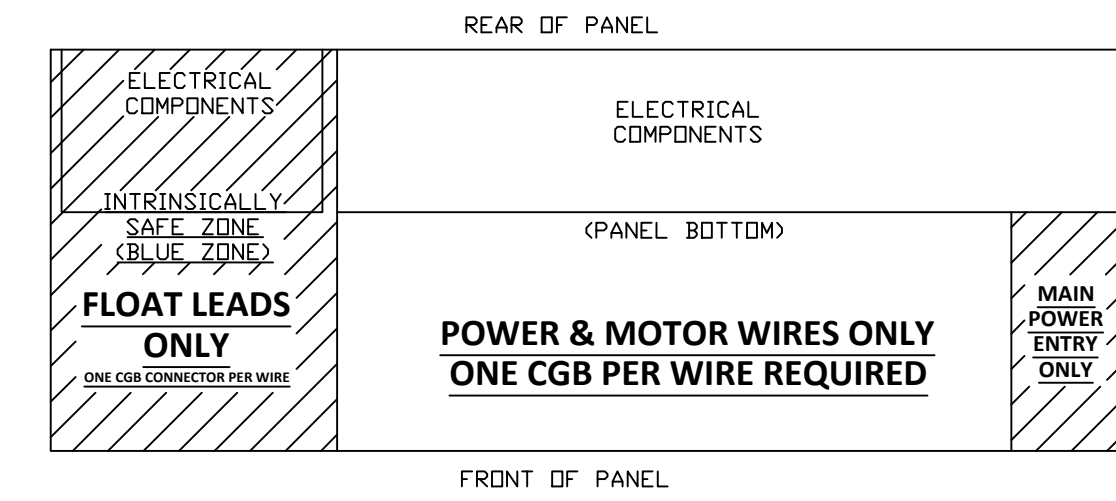 REAR OF PANEL
ELECTRICAL
COMPONENTS
ELECTRICAL
COMPONENTS
INTRINSICALLY
SAFE ZONE
(BLUE ZONE)
FLOAT LEADS
ONLY
ONE CGB CONNECTOR PER WIRE
(PANEL BOTTOM)
POWER & MOTOR WIRES ONLY
ONE CGB PER WIRE REQUIRED
MAIN
POWER
ENTRY
ONLY
FRONT OF PANEL